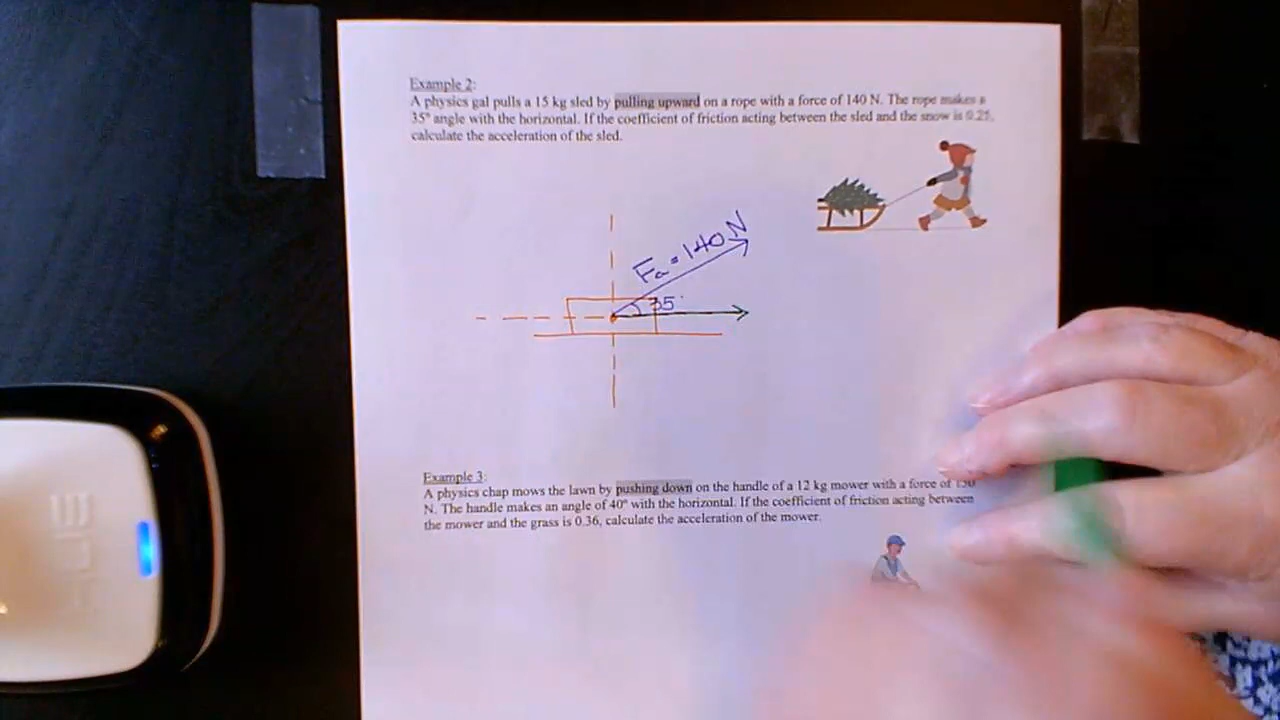 Example 2:
A physics gal pulls a 15 kg sled by pulling upward on a rope with a force of 140 N. The rope makes a
35° angle with the horizontal. If the coefficient of friction acting between the sled and the snow is 0.25,
calculate the acceleration of the sled.
Fa = 140 N
35°
Example 3:
A physics chap mows the lawn by pushing down on the handle of a 12 kg mower with a force of
N. The handle makes an angle of 40° with the horizontal. If the coefficient of friction acting between
the mower and the grass is 0.36, calculate the acceleration of the mower.